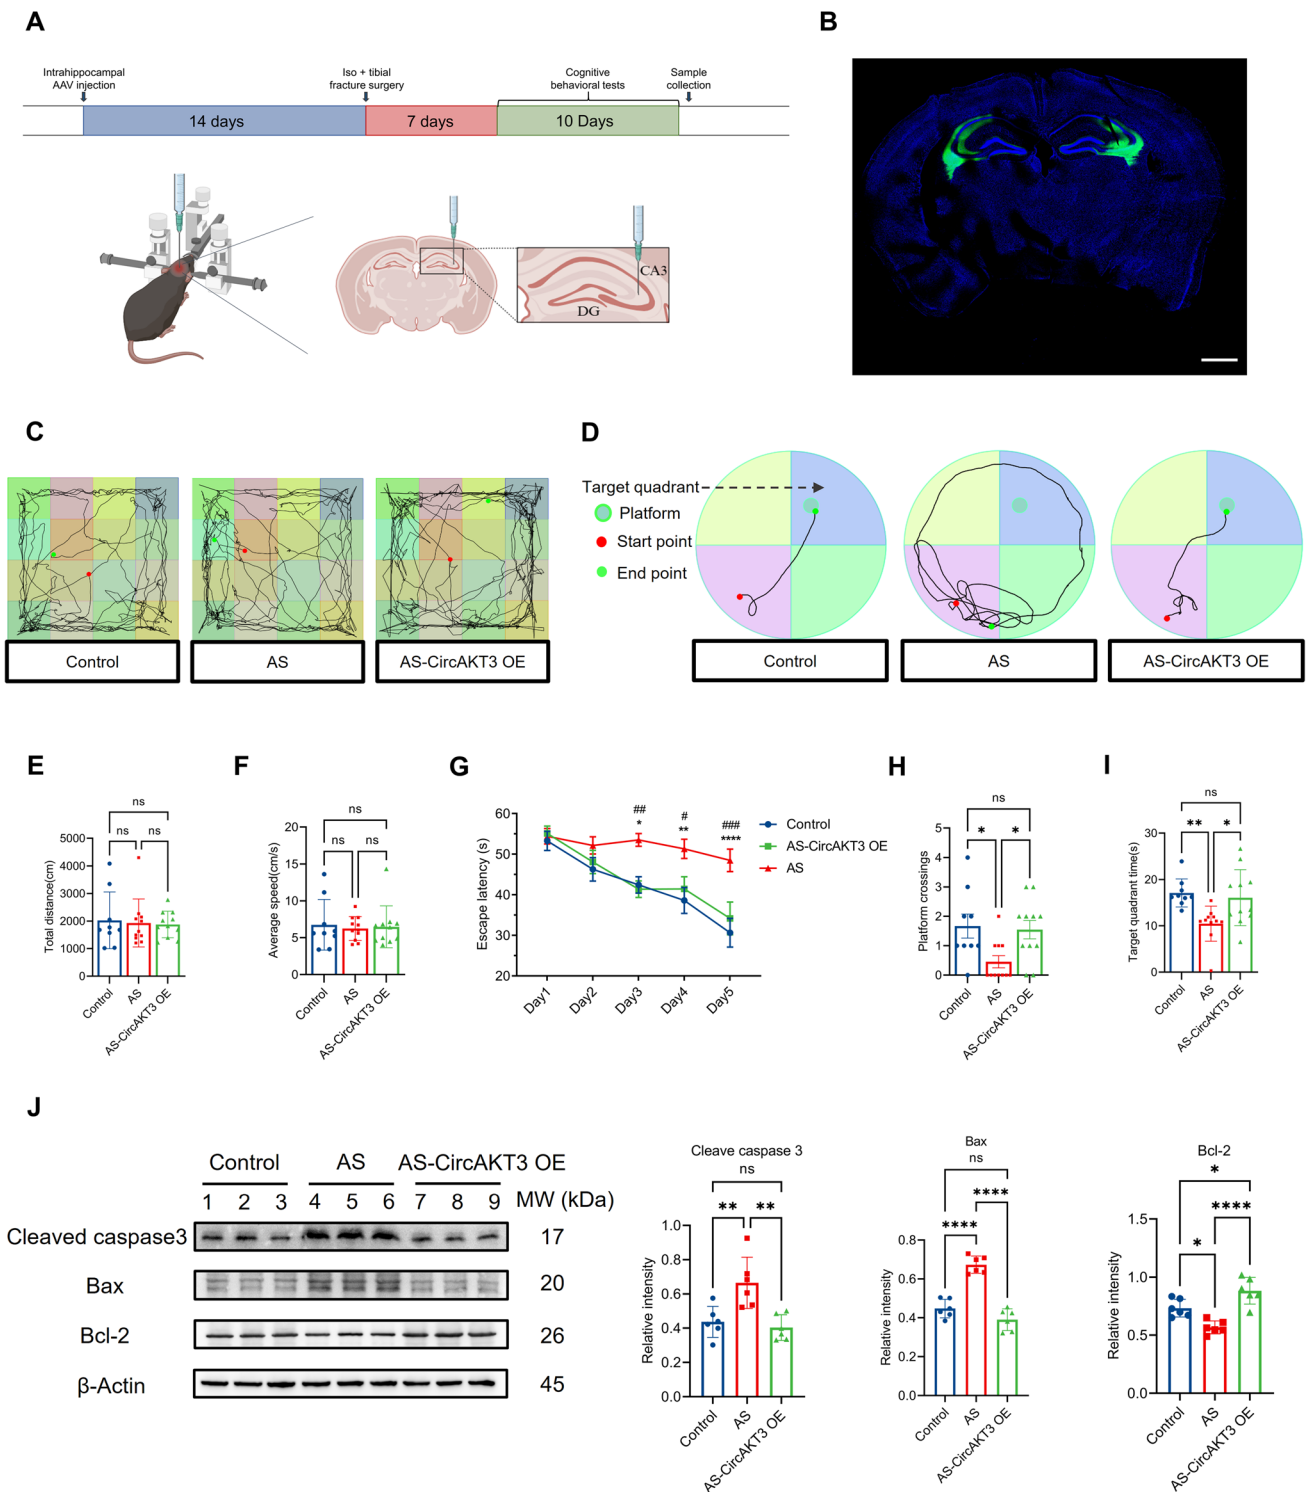 A
Intrahippocampal
AAV injection
Iso + tibial
fracture surgery
Cognitive
behavioral tests
Sample
collection
14 days
7 days
10 Days
CA3
DG
B
C
Control
AS
AS-CircAKT3 OE
D
Target quadrant
Platform
Start point
End point
Control
AS
AS-CircAKT3 OE
E
ns
ns
ns
Total distance(cm)
5000
4000
3000
2000
1000
0
Control
AS
AS-CircAKT3 OE
F
ns
ns
ns
Average speed(cm/s)
20
15
10
5
0
Control
AS
AS-CircAKT3 OE
G
Escape latency (s)
60
50
40
30
20
##
*
#
**
###
****
Day1
Day2
Day3
Day4
Day5
Control
AS-CircAKT3 OE
AS
H
ns
*
*
Platform crossings
5
4
3
2
1
0
Control
AS
AS-CircAKT3 OE
I
ns
**
*
Target quadrant time(s)
30
20
10
0
Control
AS
AS-CircAKT3 OE
J
Control
AS
AS-CircAKT3 OE
1 2 3 4 5 6 7 8 9 MW (kDa)
Cleaved caspase3 17
Bax 20
Bcl-2 26
β-Actin 45
Cleave caspase 3
ns
**
**
Relative intensity
1.0
0.8
0.6
0.4
0.2
0.0
Control
AS
AS-CircAKT3 OE
Bax
ns
****
****
Relative intensity
0.8
0.6
0.4
0.2
0.0
Control
AS
AS-CircAKT3 OE
Bcl-2
*
****
*
Relative intensity
1.5
1.0
0.5
0.0
Control
AS
AS-CircAKT3 OE